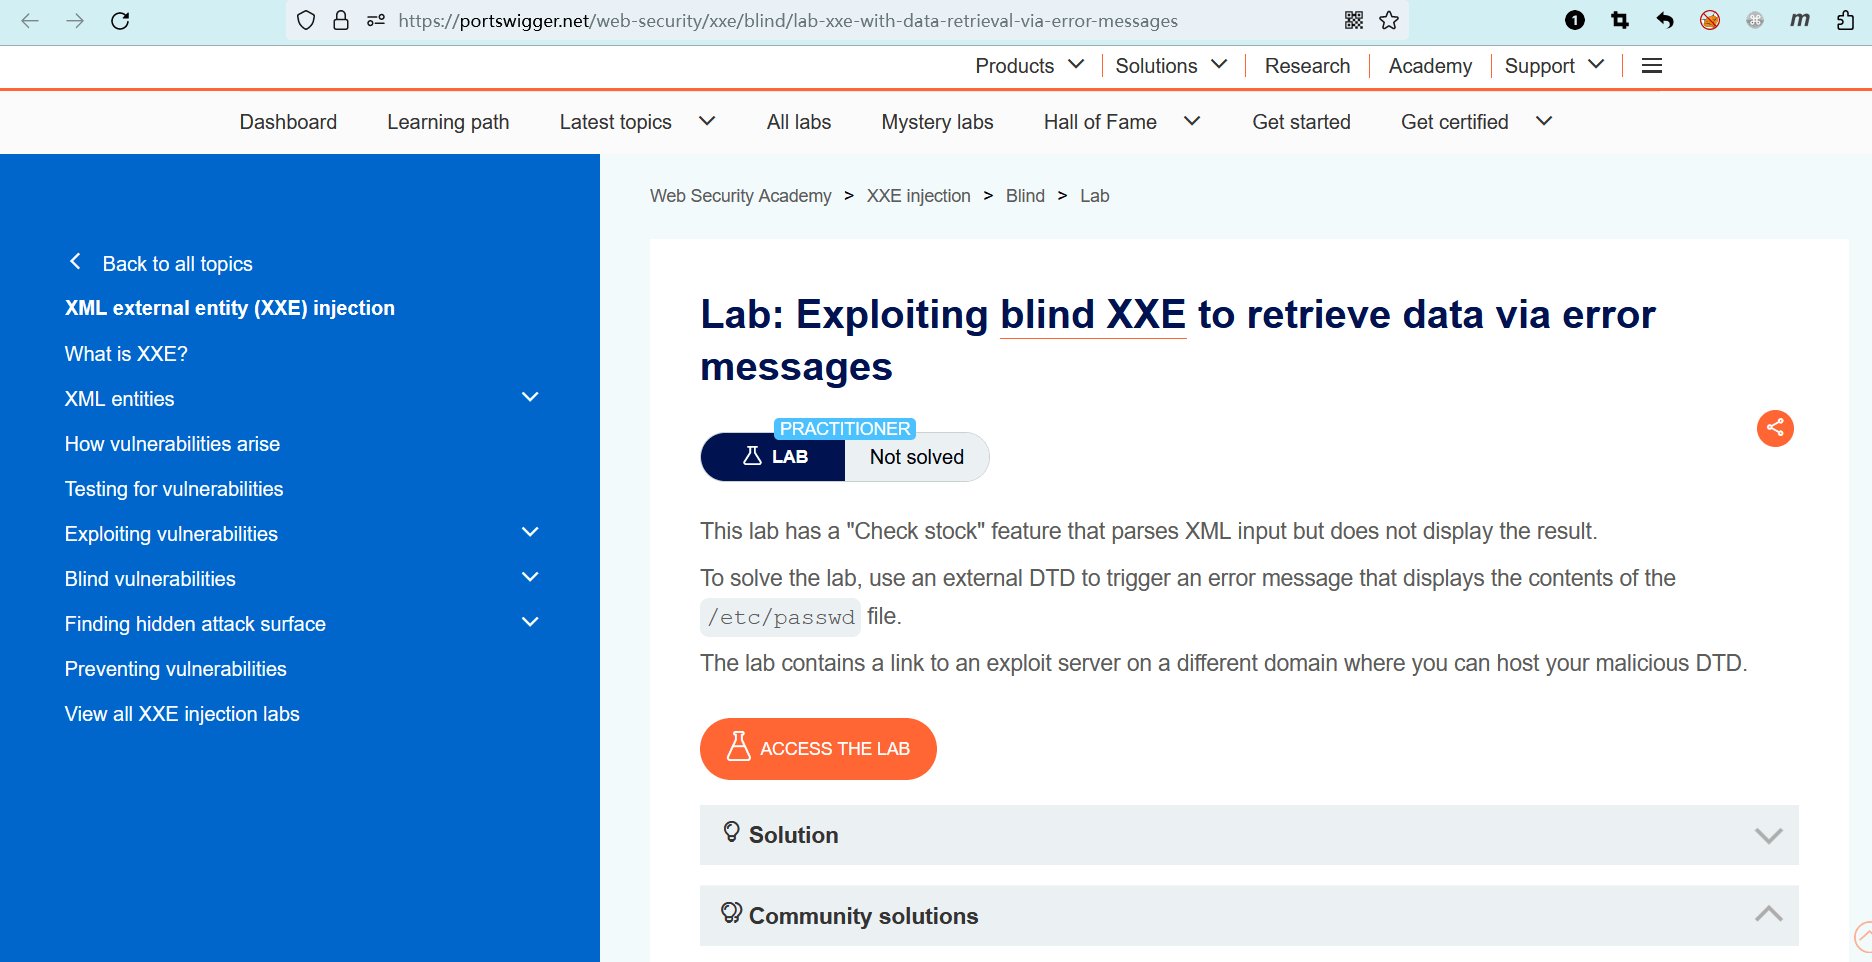 https://portswigger.net/web-security/xxe/blind/lab-xxe-with-data-retrieval-via-error-messages
1
m
Products
Solutions
Research
Academy
Support
Dashboard
Learning path
Latest topics
All labs
Mystery labs
Hall of Fame
Get started
Get certified
Back to all topics
XML external entity (XXE) injection
What is XXE?
XML entities
How vulnerabilities arise
Testing for vulnerabilities
Exploiting vulnerabilities
Blind vulnerabilities
Finding hidden attack surface
Preventing vulnerabilities
View all XXE injection labs
Web Security Academy > XXE injection > Blind > Lab
Lab: Exploiting blind XXE to retrieve data via error
messages
PRACTITIONER
LAB
Not solved
This lab has a "Check stock" feature that parses XML input but does not display the result.
To solve the lab, use an external DTD to trigger an error message that displays the contents of the
/etc/passwd file.
The lab contains a link to an exploit server on a different domain where you can host your malicious DTD.
ACCESS THE LAB
Solution
Community solutions